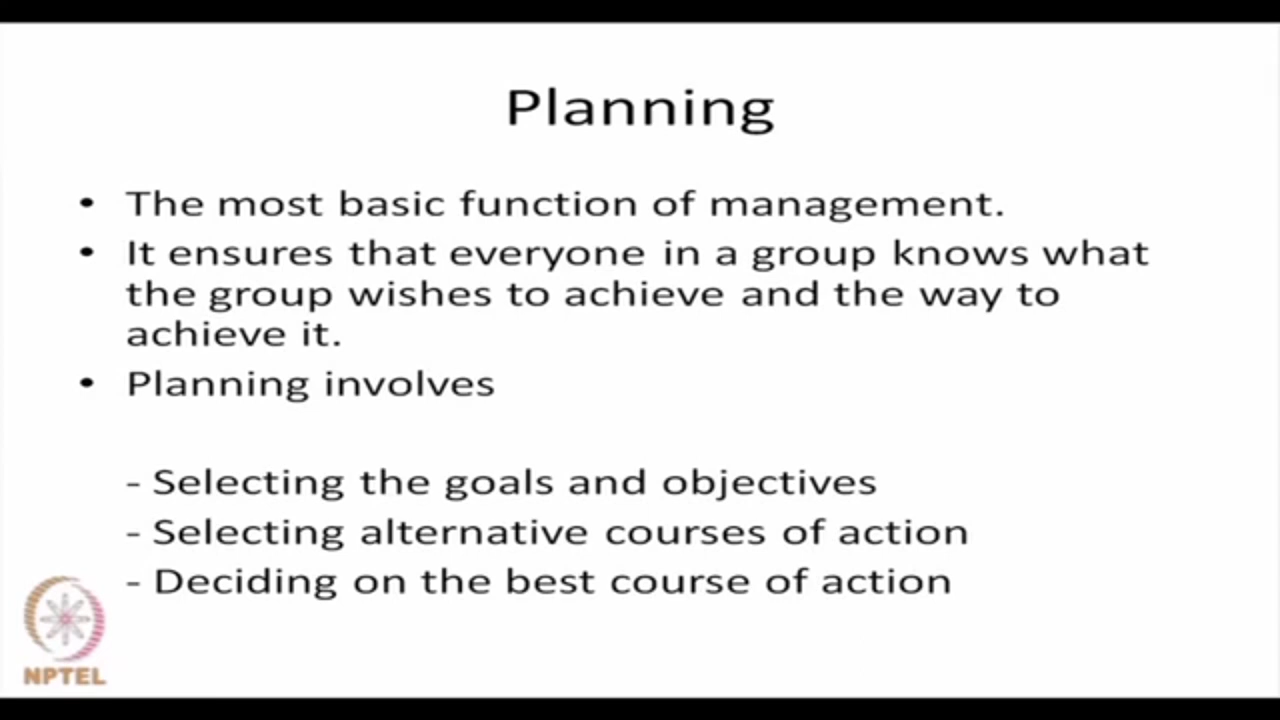 Planning
• The most basic function of management.
• It ensures that everyone in a group knows what
the group wishes to achieve and the way to
achieve it.
• Planning involves
- Selecting the goals and objectives
- Selecting alternative courses of action
- Deciding on the best course of action
NPTEL